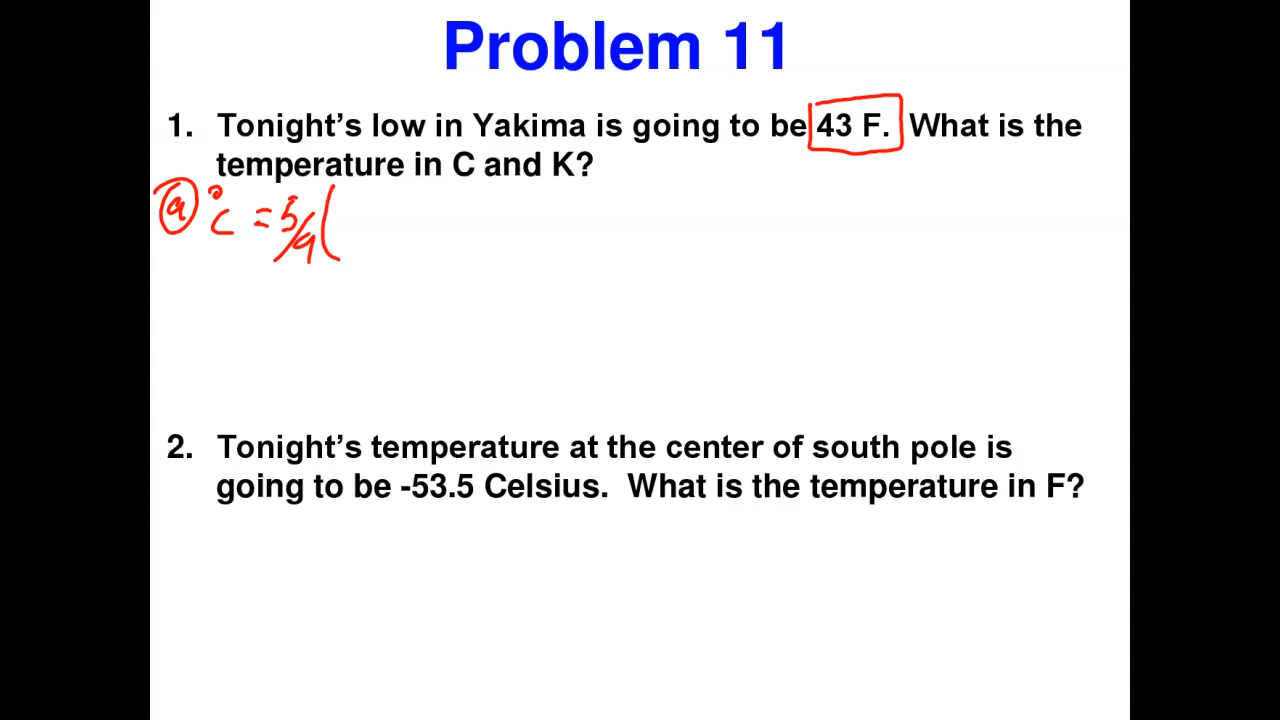 Problem 11
1. Tonight's low in Yakima is going to be 43 F. What is the
temperature in C and K?
a °C = 5/9(
2. Tonight's temperature at the center of south pole is
going to be -53.5 Celsius. What is the temperature in F?